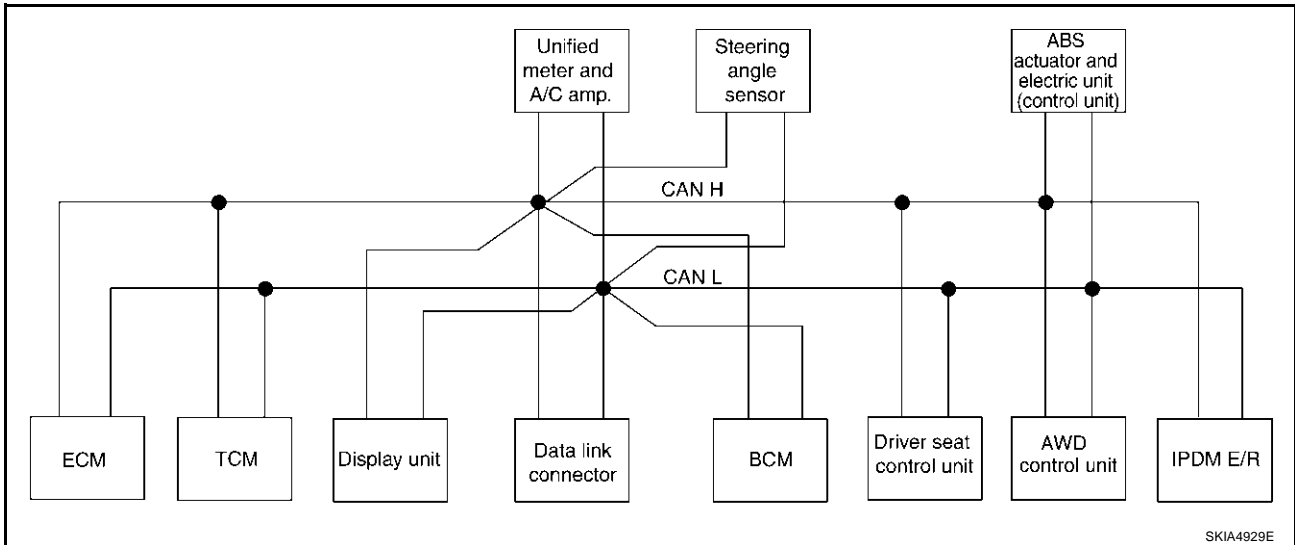 Unified
meter and
A/C amp.
Steering
angle
sensor
ABS
actuator and
electric unit
(control unit)
CAN H
CAN L
ECM
TCM
Display unit
Data link
connector
BCM
Driver seat
control unit
AWD
control unit
IPDM E/R
SKIA4929E